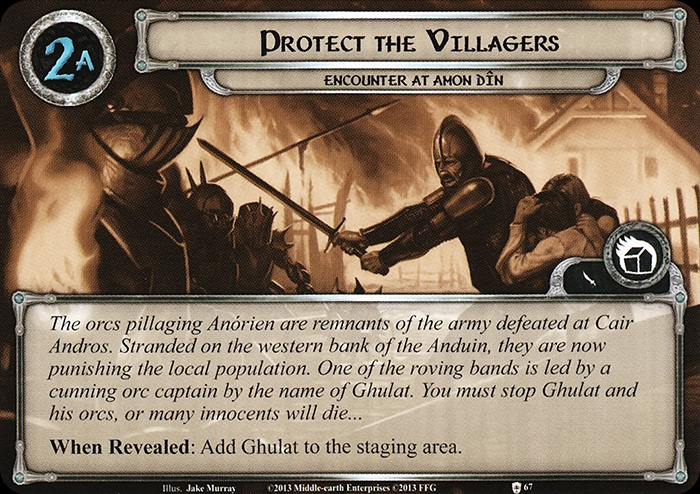 2A
PROTECT THE VILLAGERS
ENCOUNTER AT AMON DÎN
The orcs pillaging Anórien are remnants of the army defeated at Cair
Andros. Stranded on the western bank of the Anduin, they are now
punishing the local population. One of the roving bands is led by a
cunning orc captain by the name of Ghulat. You must stop Ghulat and
his orcs, or many innocents will die...
When Revealed: Add Ghulat to the staging area.
Illus. Jake Murray ©2013 Middle-earth Enterprises ©2013 FFG 67